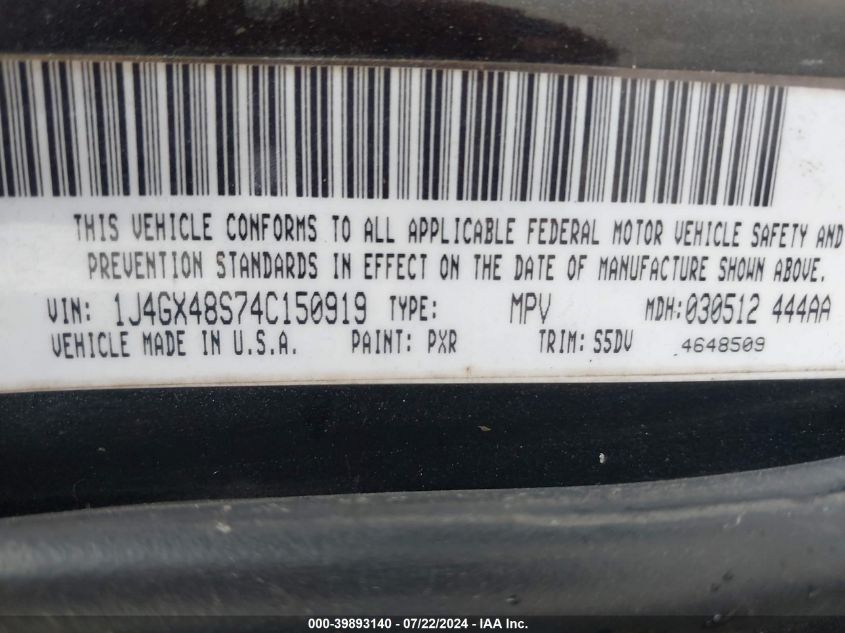 THIS VEHICLE CONFORMS TO ALL APPLICABLE FEDERAL MOTOR VEHICLE SAFETY AND
PREVENTION STANDARDS IN EFFECT ON THE DATE OF MANUFACTURE SHOWN ABOVE.
VIN: 1J4GX48S74C150919 TYPE: MPV MDH: 030512 444AA
VEHICLE MADE IN U.S.A. PAINT: PXR TRIM: S5DV 4648509
000-39893140 - 07/22/2024 - IAA Inc.